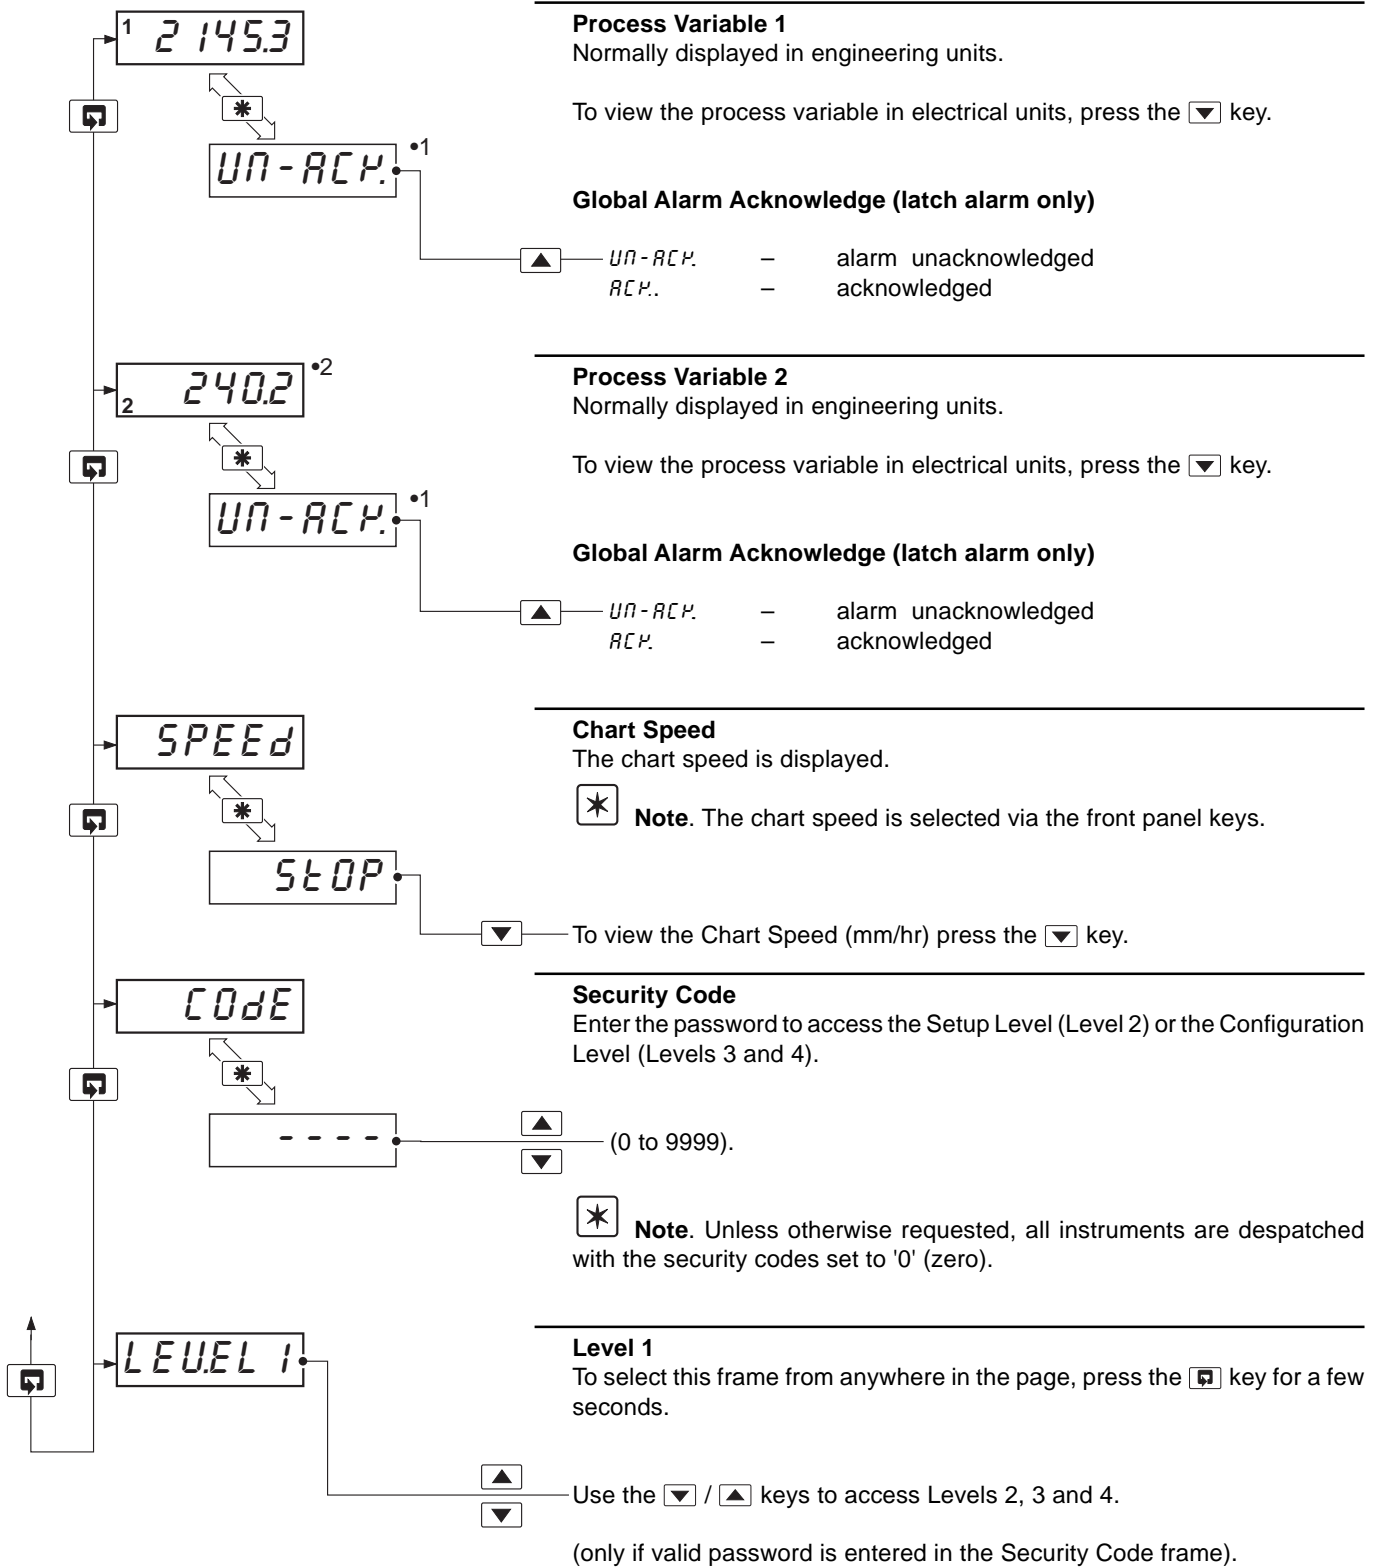 1 2145.3
Process Variable 1
Normally displayed in engineering units.
To view the process variable in electrical units, press the key.
UN-ACK. •1
Global Alarm Acknowledge (latch alarm only)
UN-ACK. – alarm unacknowledged
ACK.. – acknowledged
2 240.2 •2
Process Variable 2
Normally displayed in engineering units.
To view the process variable in electrical units, press the key.
UN-ACK. •1
Global Alarm Acknowledge (latch alarm only)
UN-ACK. – alarm unacknowledged
ACK. – acknowledged
SPEEd
Chart Speed
The chart speed is displayed.
Note. The chart speed is selected via the front panel keys.
StOP
To view the Chart Speed (mm/hr) press the key.
COdE
Security Code
Enter the password to access the Setup Level (Level 2) or the Configuration
Level (Levels 3 and 4).
- - - -
(0 to 9999).
Note. Unless otherwise requested, all instruments are despatched
with the security codes set to '0' (zero).
LEV.EL 1
Level 1
To select this frame from anywhere in the page, press the key for a few
seconds.
Use the / keys to access Levels 2, 3 and 4.
(only if valid password is entered in the Security Code frame).